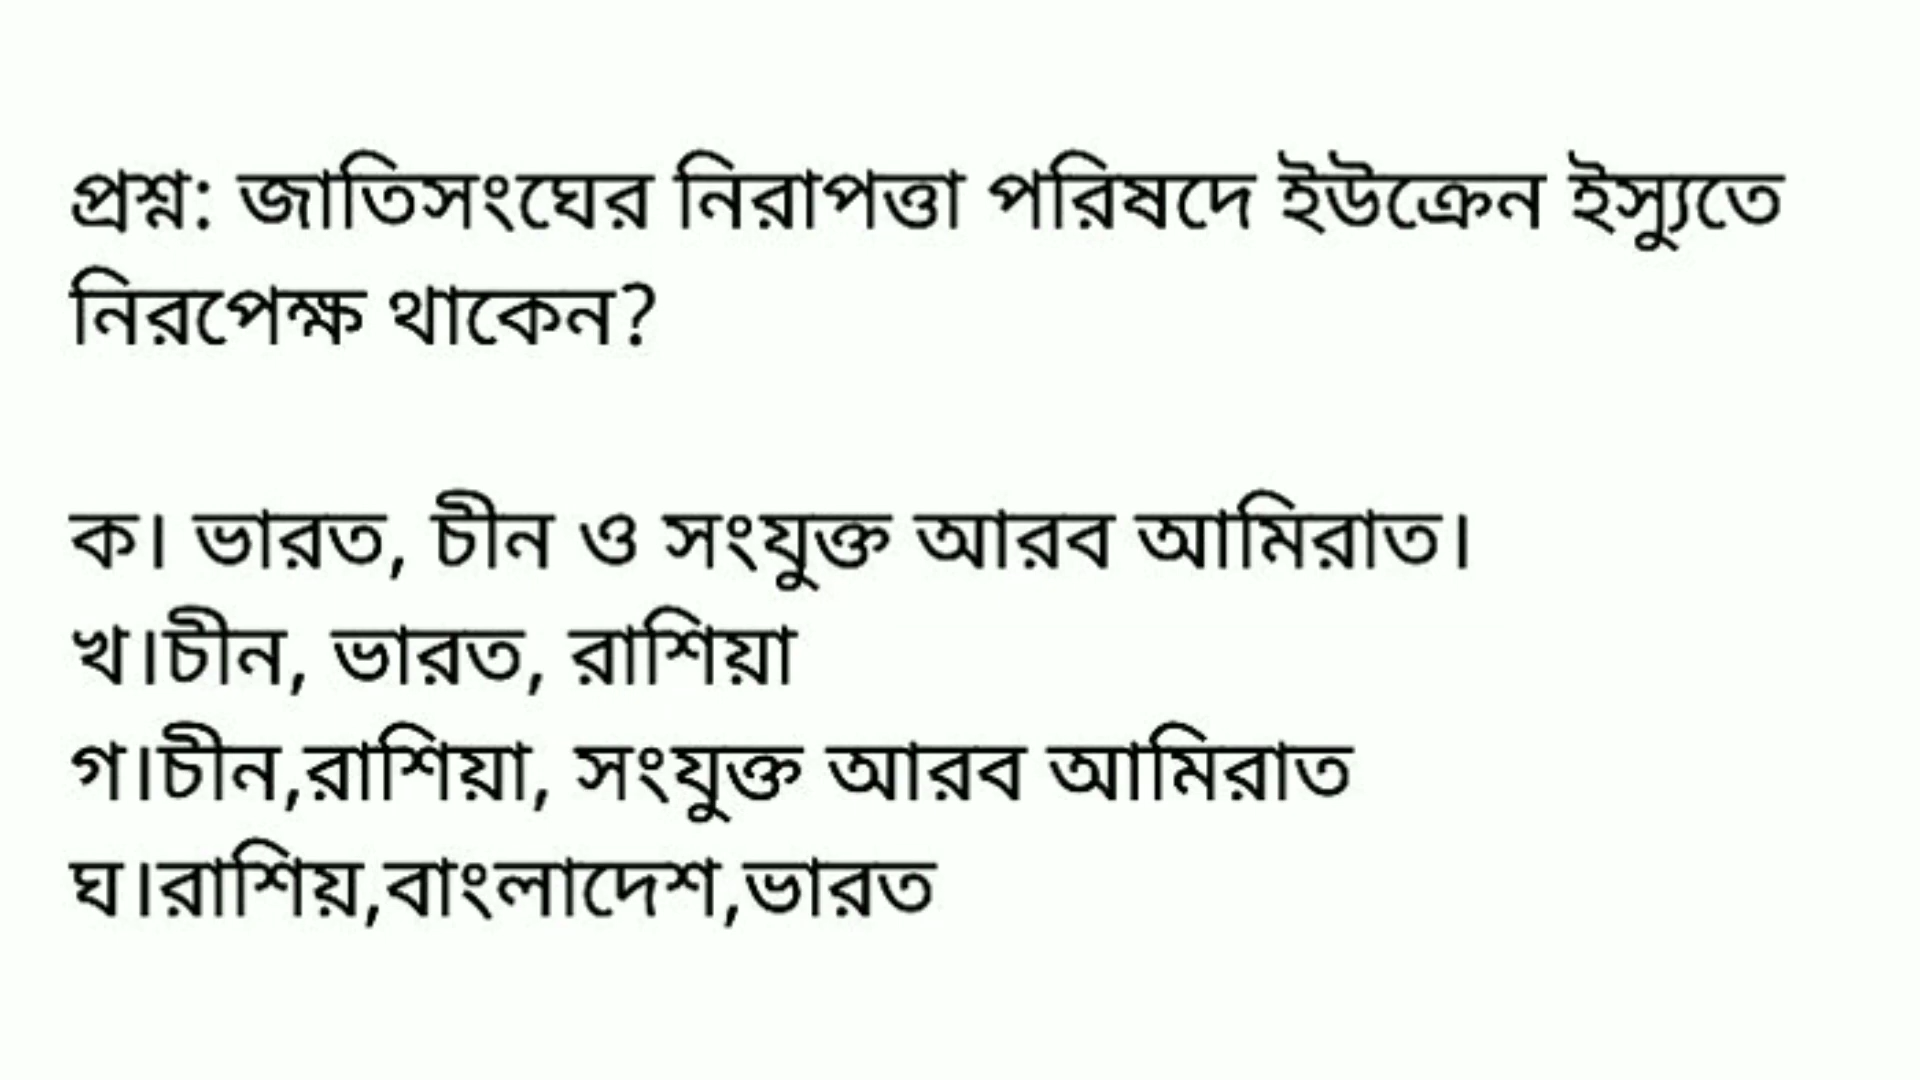 প্রশ্ন: জাতিসংঘের নিরাপত্তা পরিষদে ইউক্রেন ইস্যুতে
নিরপেক্ষ থাকেন?
ক। ভারত, চীন ও সংযুক্ত আরব আমিরাত।
খ।চীন, ভারত, রাশিয়া
গ।চীন,রাশিয়া, সংযুক্ত আরব আমিরাত
ঘ।রাশিয়,বাংলাদেশ,ভারত